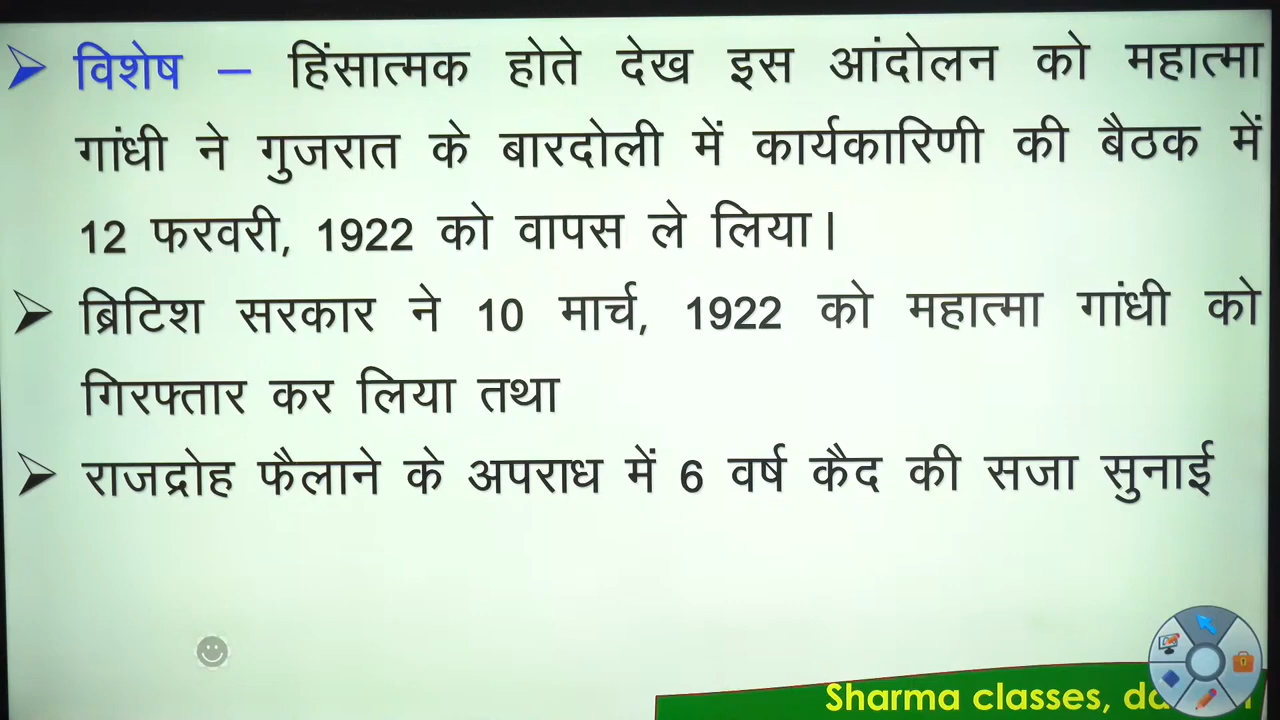 विशेष – हिंसात्मक होते देख इस आंदोलन को महात्मा
गांधी ने गुजरात के बारदोली में कार्यकारिणी की बैठक में
12 फरवरी, 1922 को वापस ले लिया।
ब्रिटिश सरकार ने 10 मार्च, 1922 को महात्मा गांधी को
गिरफ्तार कर लिया तथा
राजद्रोह फैलाने के अपराध में 6 वर्ष कैद की सजा सुनाई
Sharma classes,